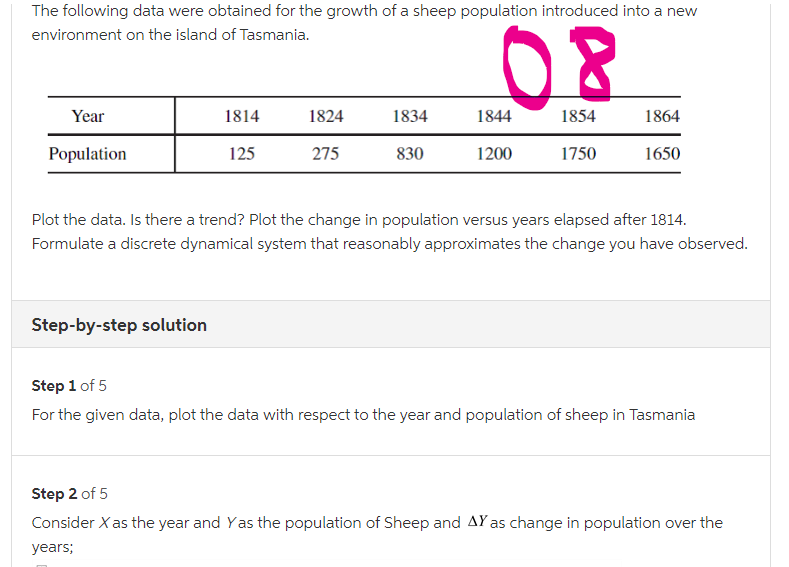 The following data were obtained for the growth of a sheep population introduced into a new
environment on the island of Tasmania.
08
Year 1814 1824 1834 1844 1854 1864
Population 125 275 830 1200 1750 1650
Plot the data. Is there a trend? Plot the change in population versus years elapsed after 1814.
Formulate a discrete dynamical system that reasonably approximates the change you have observed.
Step-by-step solution
Step 1 of 5
For the given data, plot the data with respect to the year and population of sheep in Tasmania
Step 2 of 5
Consider X as the year and Y as the population of Sheep and ΔY as change in population over the
years;